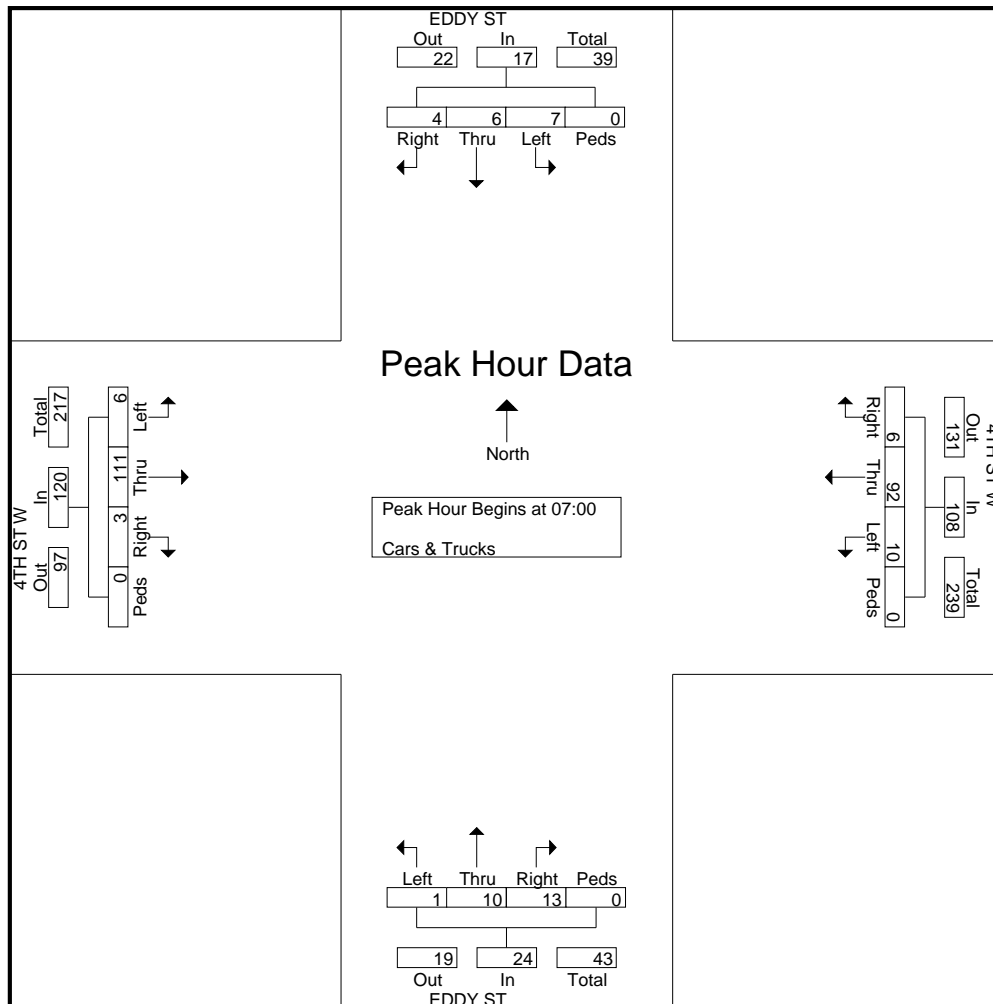 EDDY ST
Out In Total
22 17 39
4 6 7 0
Right Thru Left Peds
Peak Hour Data
North
Peak Hour Begins at 07:00
Cars & Trucks
4TH ST W
Out In Total
97 120 217
Left Thru Right Peds
6 111 3 0
4TH ST W
Out In Total
131 108 239
Right Thru Left Peds
6 92 10 0
Left Thru Right Peds
1 10 13 0
19 24 43
Out In Total
EDDY ST